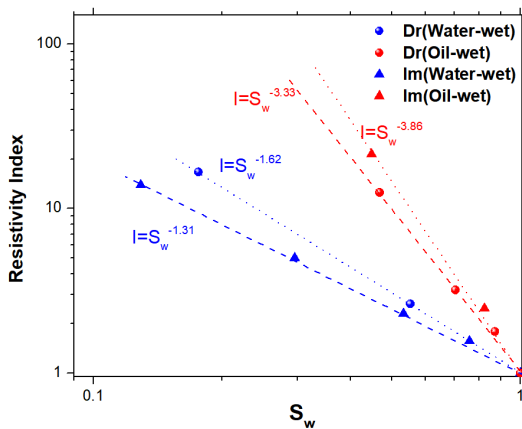 100
10
1
Resistivity Index
Dr(Water-wet)
Dr(Oil-wet)
Im(Water-wet)
Im(Oil-wet)
I=S_w^-3.33
I=S_w^-3.86
I=S_w^-1.62
I=S_w^-1.31
0.1
1
S_w